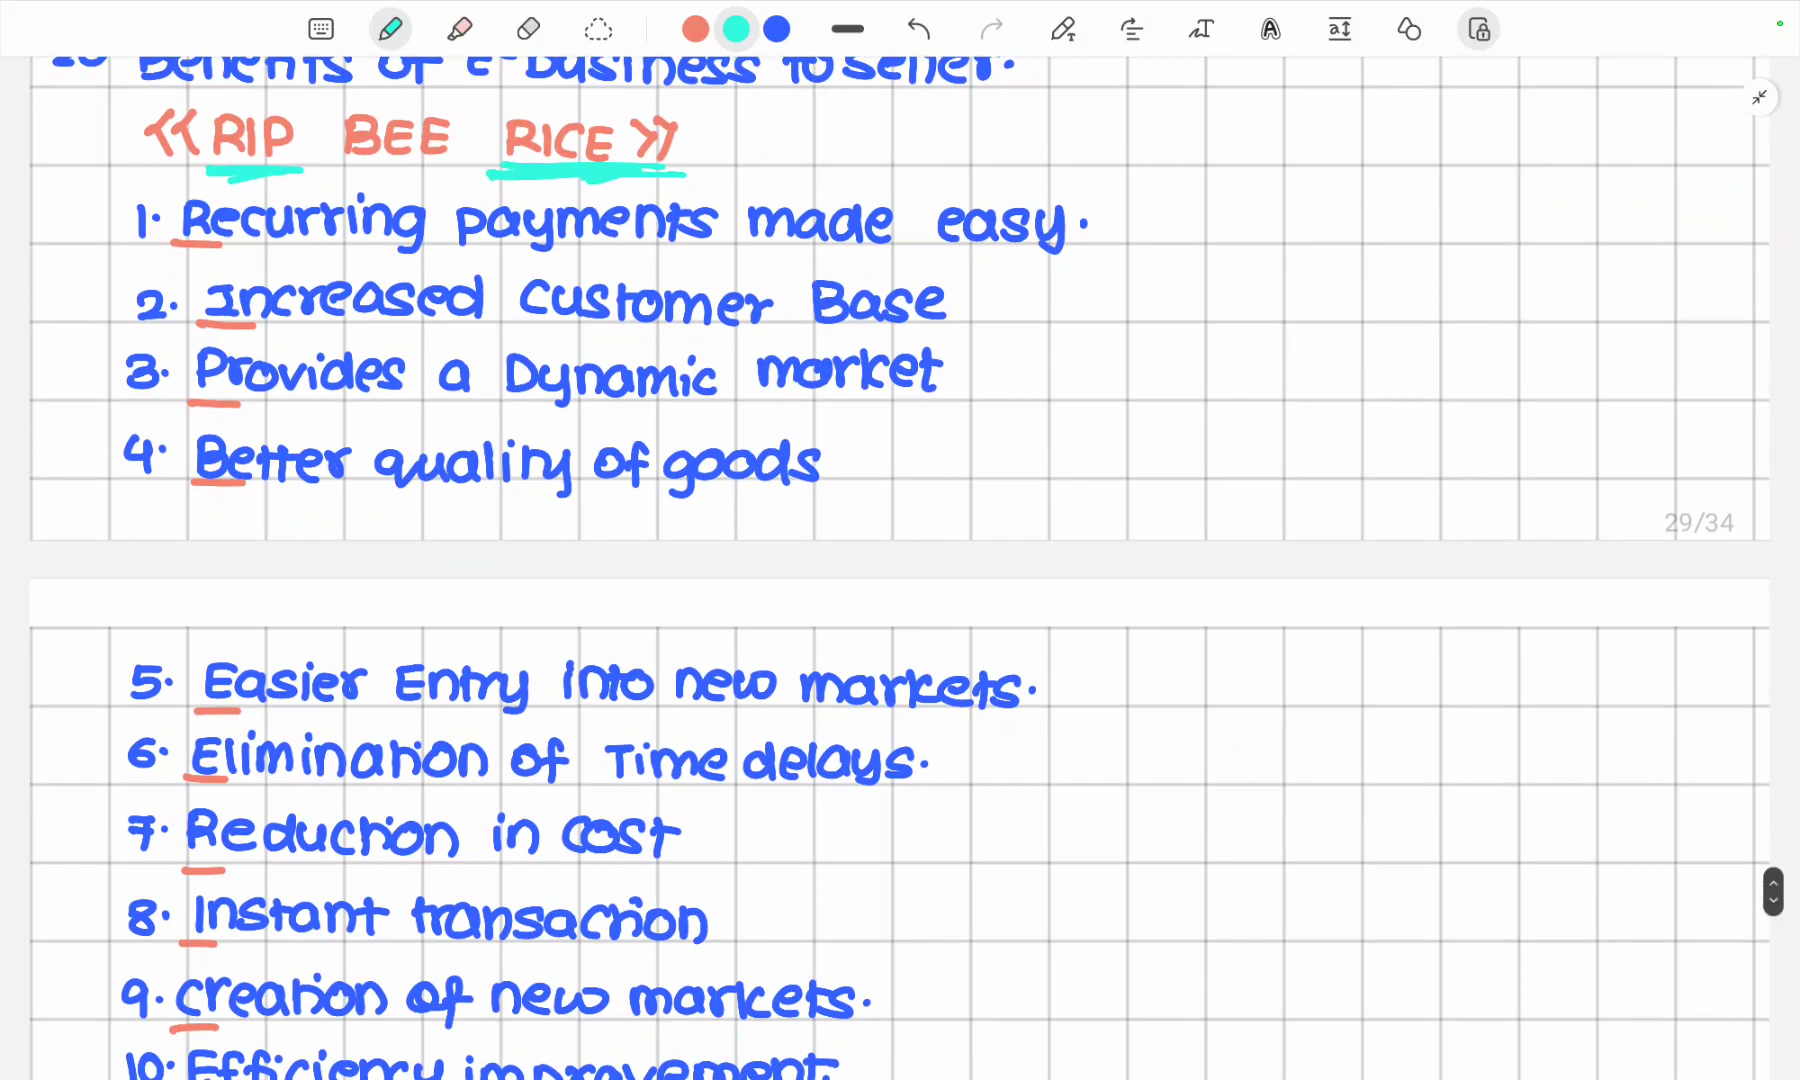 Benefits of E-Business to seller.
<<RIP BEE RICE>>
1. Recurring payments made easy.
2. Increased Customer Base
3. Provides a Dynamic market
4. Better quality of goods
29/34
5. Easier Entry into new markets.
6. Elimination of Time delays.
7. Reduction in cost
8. Instant transaction
9. creation of new markets.
10. Efficiency improvement